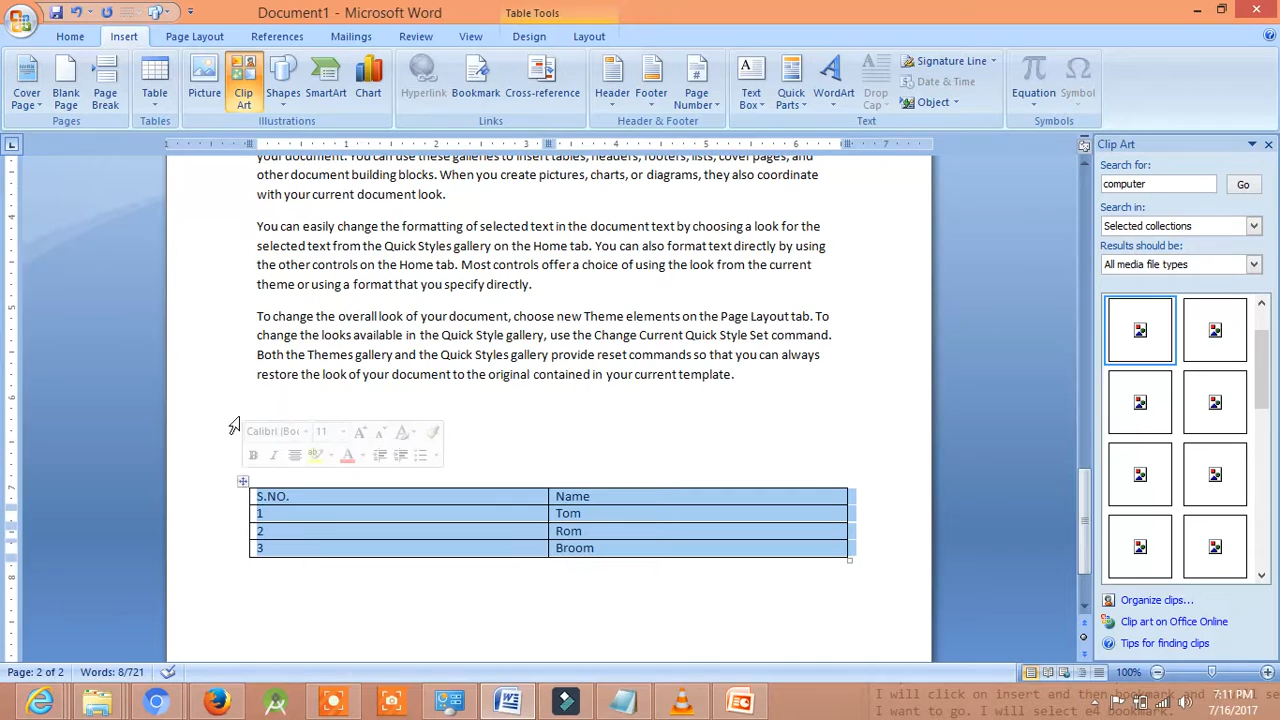 Document1 - Microsoft Word
Table Tools
Home
Insert
Page Layout
References
Mailings
Review
View
Design
Layout
Cover Page
Blank Page
Page Break
Table
Picture
Clip Art
Shapes
SmartArt
Chart
Hyperlink
Bookmark
Cross-reference
Header
Footer
Page Number
Text Box
Quick Parts
WordArt
Drop Cap
Signature Line
Date & Time
Object
Equation
Symbol
Pages
Tables
Illustrations
Links
Header & Footer
Text
Symbols
1 1 2 3 4 5 6 7
your document. You can use these galleries to insert tables, headers, footers, lists, cover pages, and
other document building blocks. When you create pictures, charts, or diagrams, they also coordinate
with your current document look.
You can easily change the formatting of selected text in the document text by choosing a look for the
selected text from the Quick Styles gallery on the Home tab. You can also format text directly by using
the other controls on the Home tab. Most controls offer a choice of using the look from the current
theme or using a format that you specify directly.
To change the overall look of your document, choose new Theme elements on the Page Layout tab. To
change the looks available in the Quick Style gallery, use the Change Current Quick Style Set command.
Both the Themes gallery and the Quick Styles gallery provide reset commands so that you can always
restore the look of your document to the original contained in your current template.
Calibri (Boc 11
B I
S.NO. Name
1 Tom
2 Rom
3 Broom
Clip Art
Search for:
computer
Go
Search in:
Selected collections
Results should be:
All media file types
Organize clips...
Clip art on Office Online
Tips for finding clips
Page: 2 of 2
Words: 8/721
100%
I will click on insert and then bookmark
I want to go. I will select e4 bookmark.
7:11 PM
7/16/2017